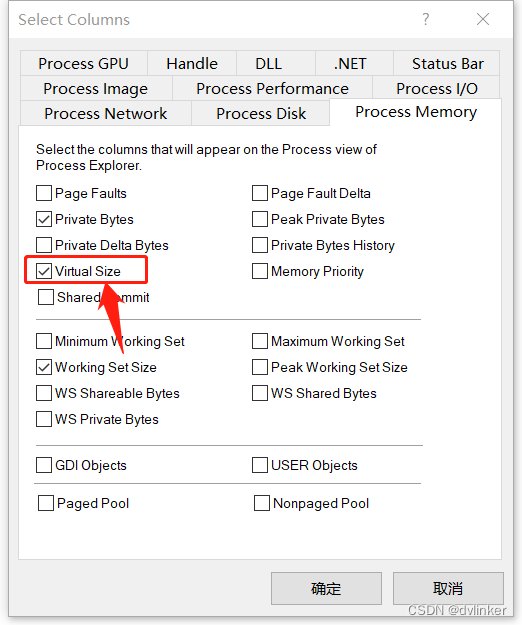 Select Columns ?
Process GPU Handle DLL .NET Status Bar
Process Image Process Performance Process I/O
Process Network Process Disk Process Memory
Select the columns that will appear on the Process view of
Process Explorer.
Page Faults Page Fault Delta
Private Bytes Peak Private Bytes
Private Delta Bytes Private Bytes History
Virtual Size Memory Priority
Shared Commit
Minimum Working Set Maximum Working Set
Working Set Size Peak Working Set Size
WS Shareable Bytes WS Shared Bytes
WS Private Bytes
GDI Objects USER Objects
Paged Pool Nonpaged Pool
确定 取消
CSDN @dvlinker